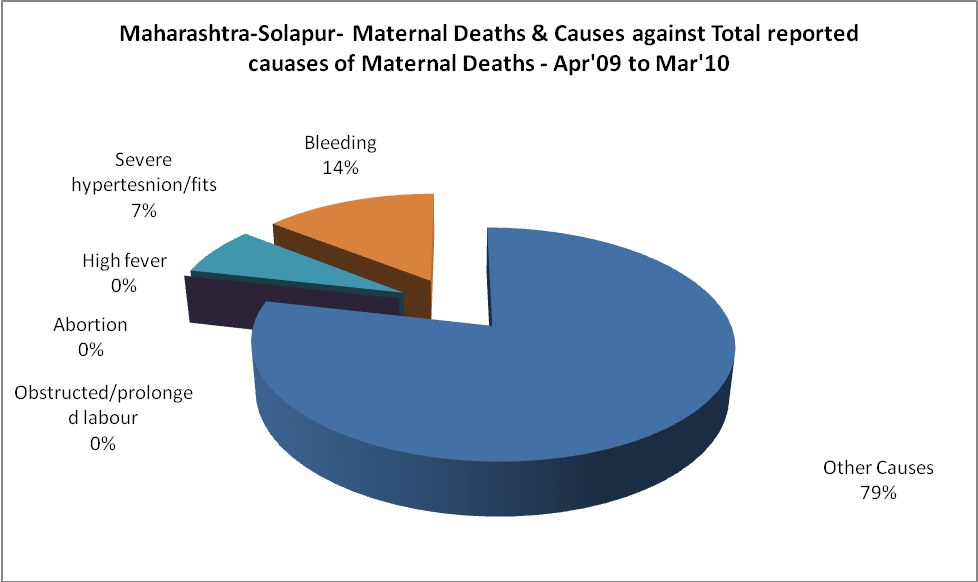 Maharashtra-Solapur- Maternal Deaths & Causes against Total reported
cauases of Maternal Deaths - Apr'09 to Mar'10
Bleeding
14%
Severe
hypertesnion/fits
7%
High fever
0%
Abortion
0%
Obstructed/prolonge
d labour
0%
Other Causes
79%